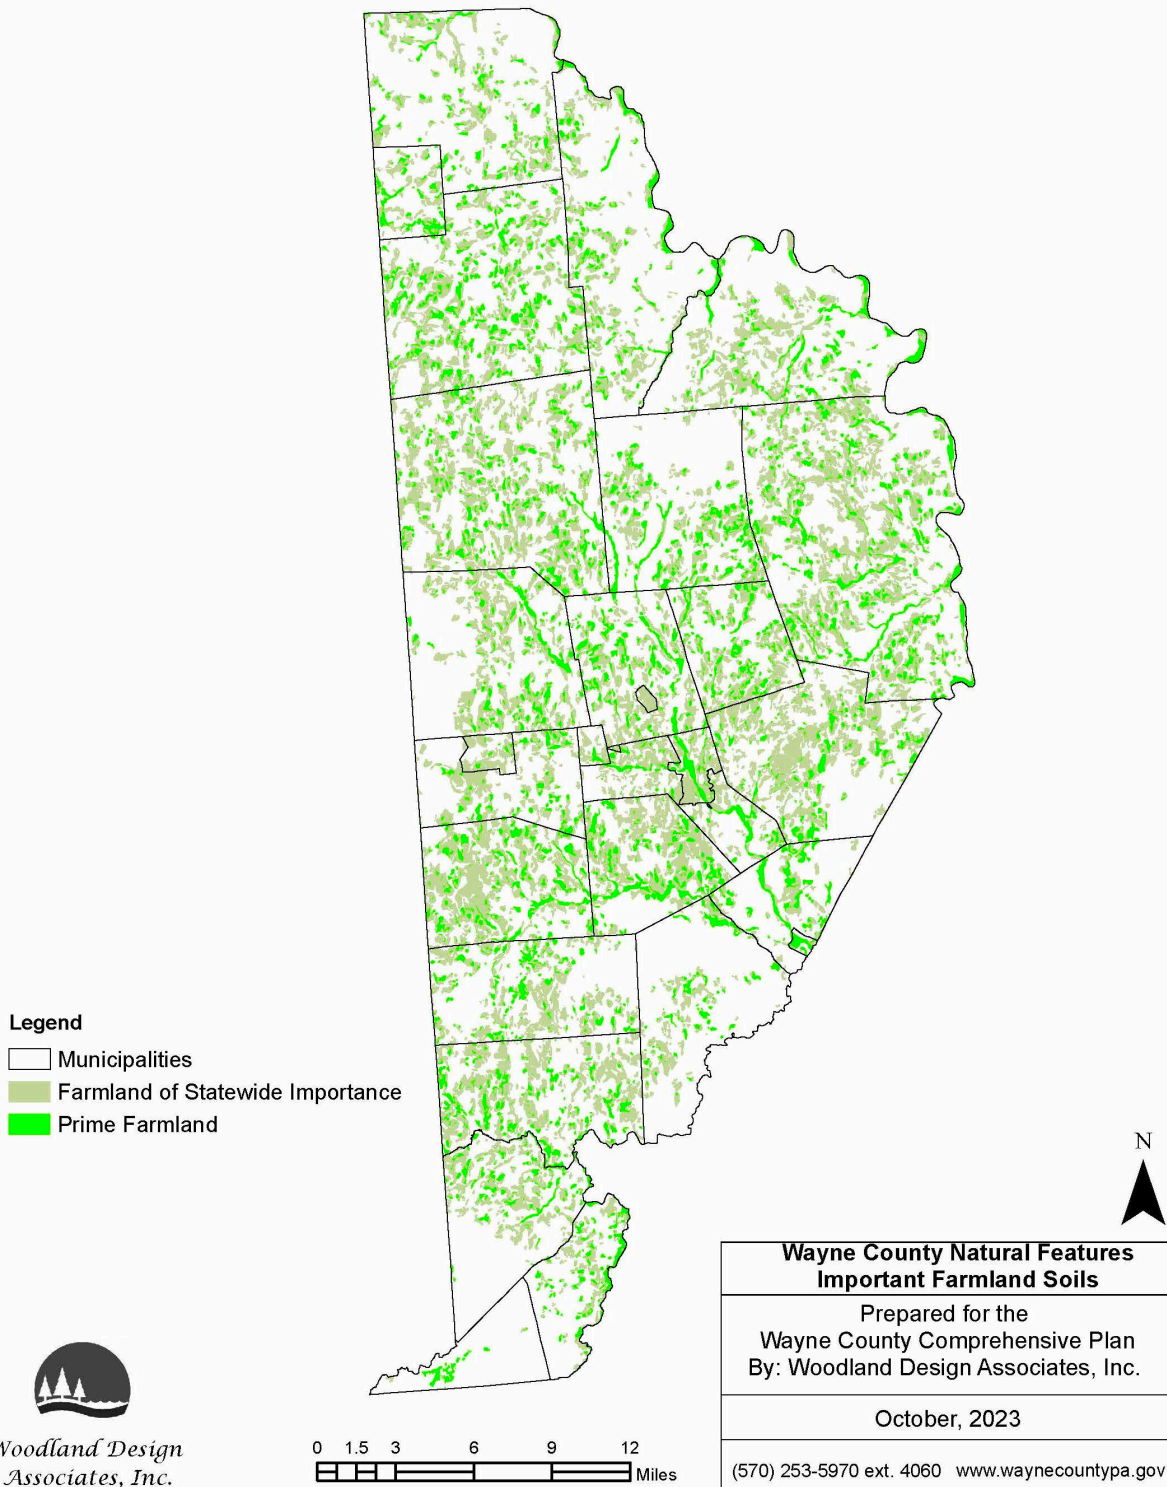 Legend
Municipalities
Farmland of Statewide Importance
Prime Farmland
N
Wayne County Natural Features
Important Farmland Soils
Prepared for the
Wayne County Comprehensive Plan
By: Woodland Design Associates, Inc.
October, 2023
(570) 253-5970 ext. 4060 www.waynecountypa.gov
Woodland Design
Associates, Inc.
0 1.5 3 6 9 12
Miles